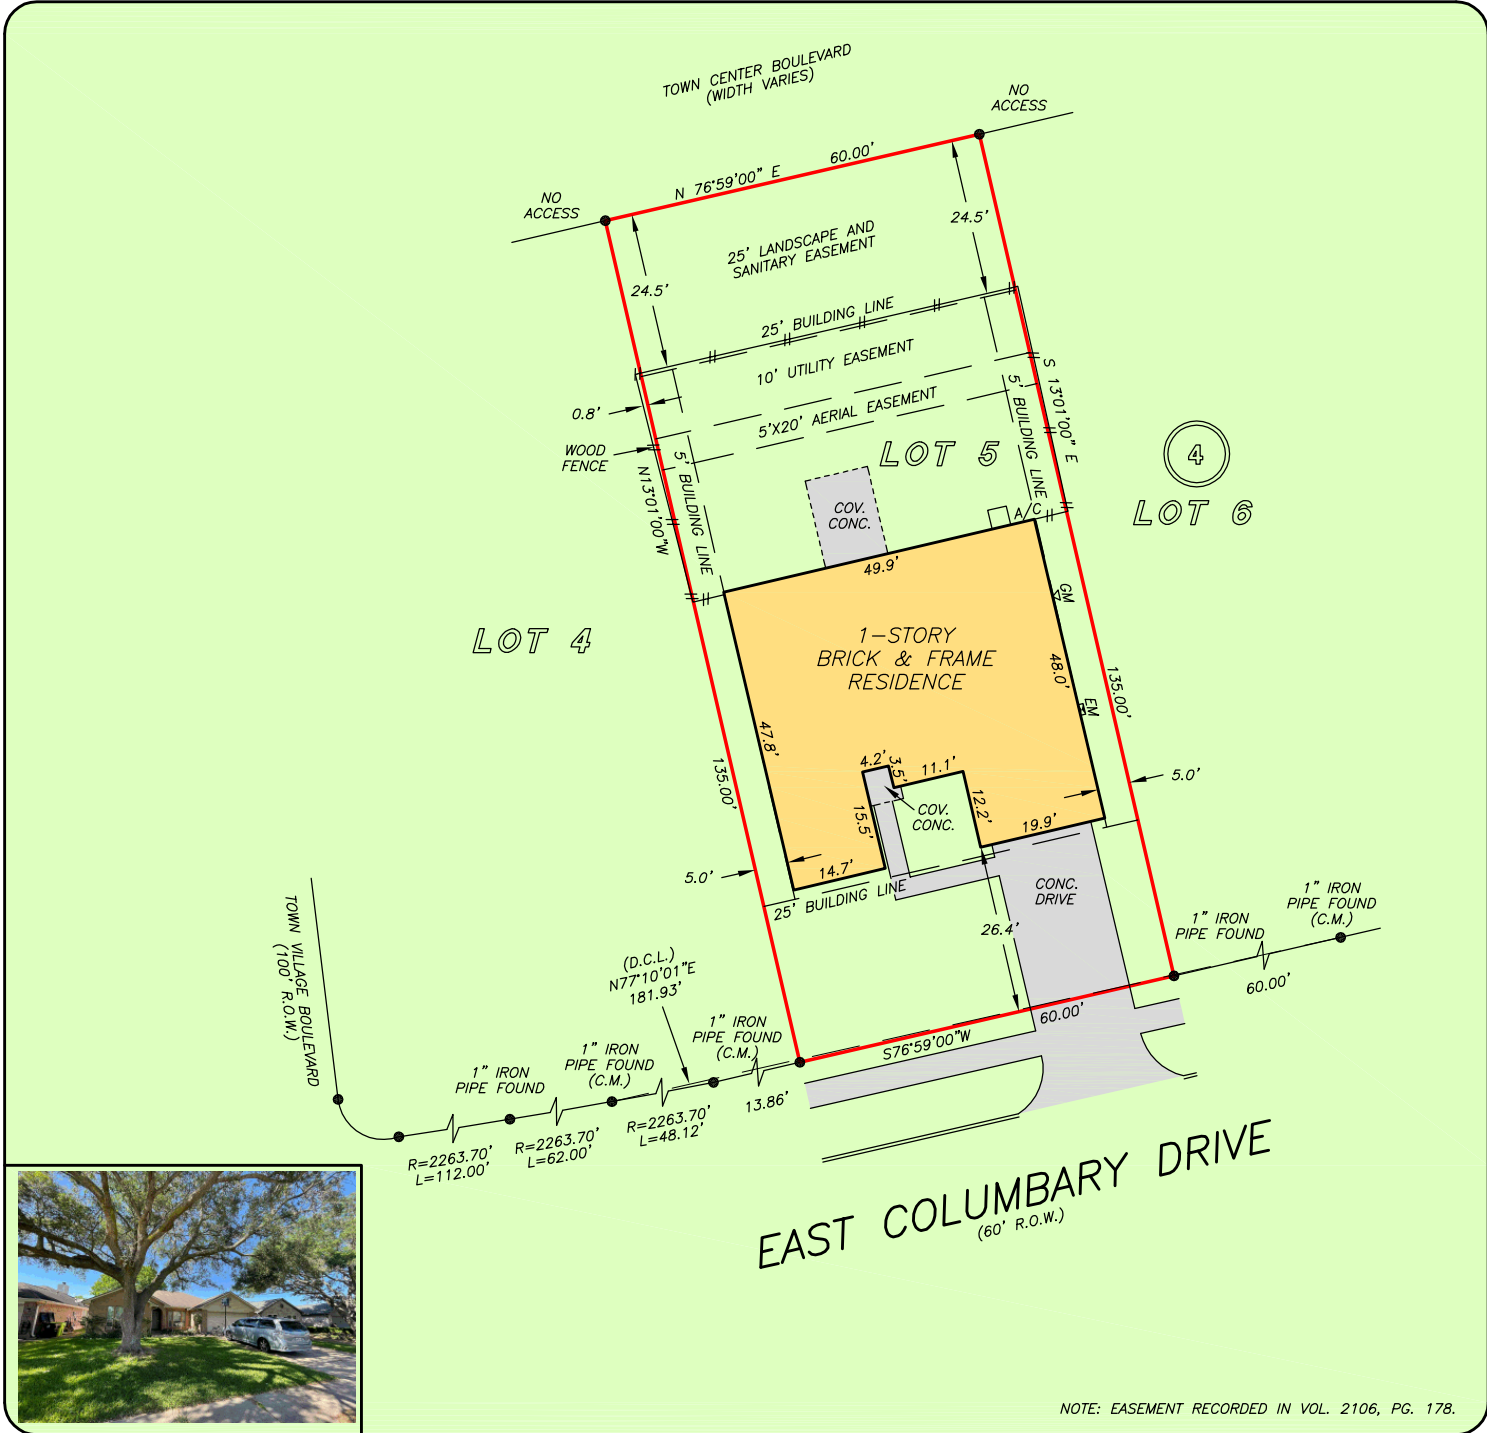 TOWN CENTER BOULEVARD
(WIDTH VARIES)
NO
ACCESS
N 76°59'00" E
60.00'
NO
ACCESS
24.5'
25' LANDSCAPE AND
SANITARY EASEMENT
24.5'
25' BUILDING LINE
10' UTILITY EASEMENT
5'X20' AERIAL EASEMENT
0.8'
WOOD
FENCE
N13°01'00"W
5' BUILDING LINE
5' BUILDING LINE
S 13°01'00" E
LOT 5
4
LOT 6
COV.
CONC.
A/C
49.9'
GM
LOT 4
1-STORY
BRICK & FRAME
RESIDENCE
48.0'
135.00'
EM
47.8'
135.00'
4.2'
3.5'
11.1'
5.0'
15.5'
COV.
CONC.
12.2'
19.9'
5.0'
14.7'
25' BUILDING LINE
CONC.
DRIVE
26.4'
1" IRON
PIPE FOUND
1" IRON
PIPE FOUND
(C.M.)
60.00'
TOWN VILLAGE BOULEVARD
(100' R.O.W.)
(D.C.L.)
N77°10'01"E
181.93'
1" IRON
PIPE FOUND
1" IRON
PIPE FOUND
(C.M.)
1" IRON
PIPE FOUND
(C.M.)
S76°59'00"W
60.00'
R=2263.70'
L=112.00'
R=2263.70'
L=62.00'
R=2263.70'
L=48.12'
13.86'
EAST COLUMBARY DRIVE
(60' R.O.W.)
NOTE: EASEMENT RECORDED IN VOL. 2106, PG. 178.